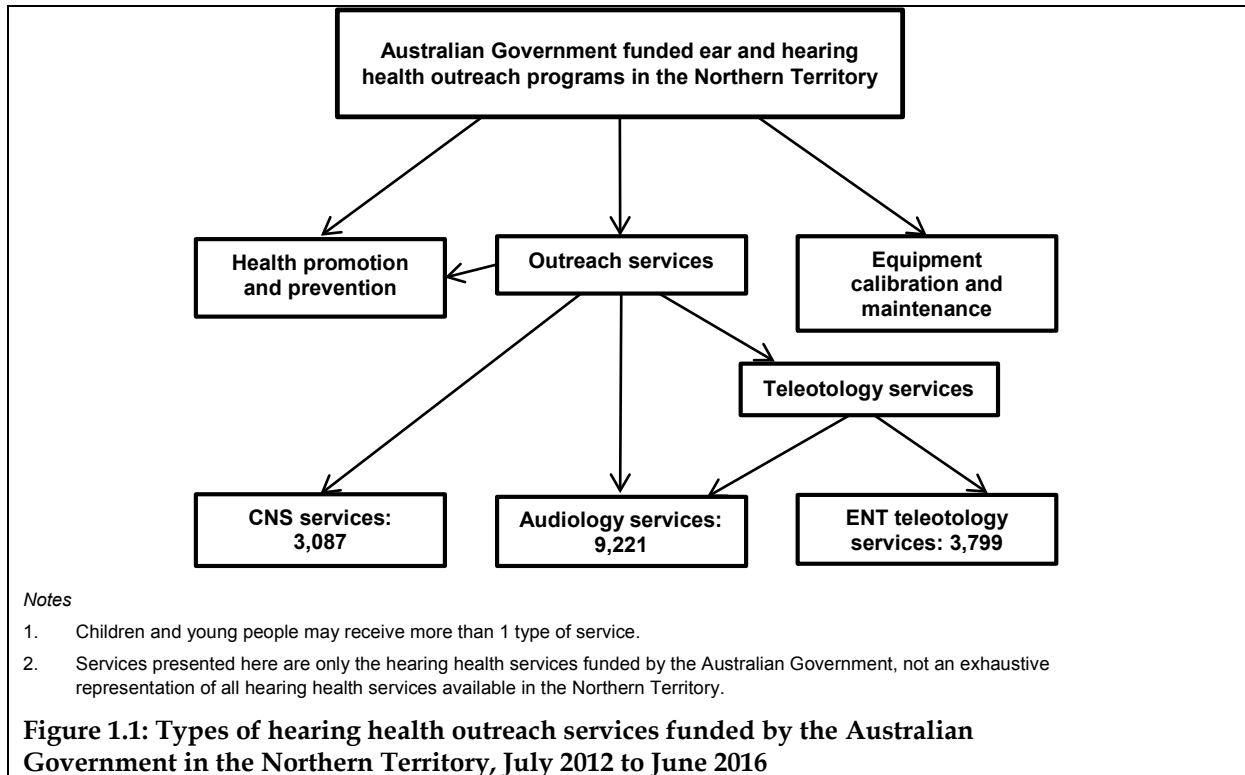 Australian Government funded ear and hearing
health outreach programs in the Northern Territory
Health promotion
and prevention
Outreach services
Equipment
calibration and
maintenance
Teleotology services
CNS services:
3,087
Audiology services:
9,221
ENT teleotology
services: 3,799
Notes
1. Children and young people may receive more than 1 type of service.
2. Services presented here are only the hearing health services funded by the Australian Government, not an exhaustive
representation of all hearing health services available in the Northern Territory.
Figure 1.1: Types of hearing health outreach services funded by the Australian
Government in the Northern Territory, July 2012 to June 2016